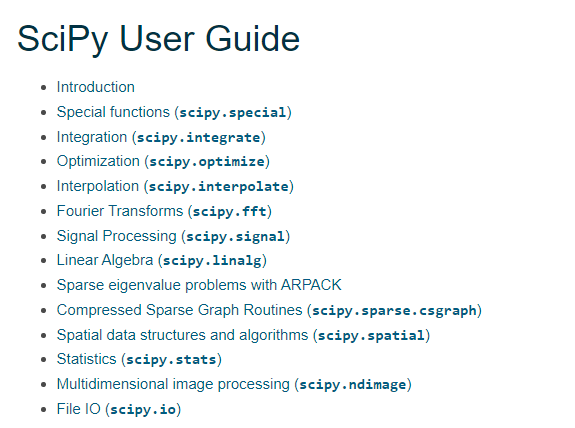 SciPy User Guide
Introduction
Special functions (scipy.special)
Integration (scipy.integrate)
Optimization (scipy.optimize)
Interpolation (scipy.interpolate)
Fourier Transforms (scipy.fft)
Signal Processing (scipy.signal)
Linear Algebra (scipy.linalg)
Sparse eigenvalue problems with ARPACK
Compressed Sparse Graph Routines (scipy.sparse.csgraph)
Spatial data structures and algorithms (scipy.spatial)
Statistics (scipy.stats)
Multidimensional image processing (scipy.ndimage)
File IO (scipy.io)